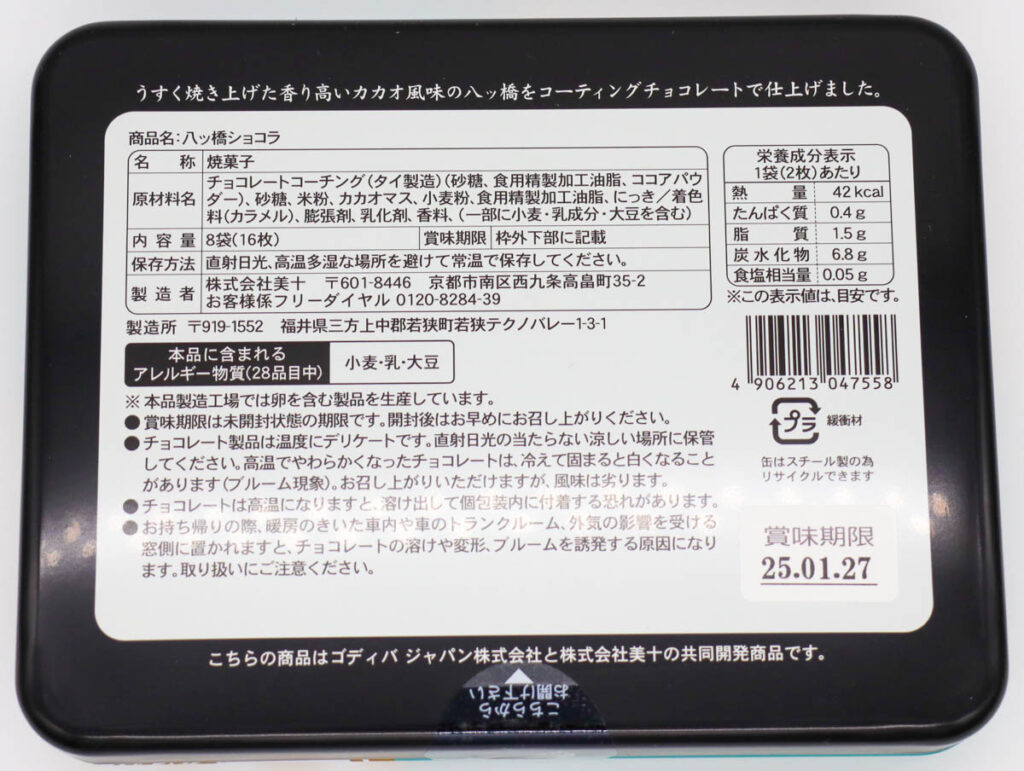 うすく焼き上げた香り高いカカオ風味の八ッ橋をコーティングチョコレートで仕上げました。
商品名:八ッ橋ショコラ
名称 焼菓子
原材料名 チョコレートコーチング(タイ製造)(砂糖、食用精製加工油脂、ココアパウ
ダー)、砂糖、米粉、カカオマス、小麦粉、食用精製加工油脂、にっき/着色
料(カラメル)、膨張剤、乳化剤、香料、(一部に小麦・乳成分・大豆を含む)
内容量 8袋(16枚) 賞味期限 枠外下部に記載
保存方法 直射日光、高温多湿な場所を避けて常温で保存してください。
製造者 株式会社美十 〒601-8446 京都市南区西九条高畠町35-2
お客様係フリーダイヤル 0120-8284-39
製造所 〒919-1552 福井県三方上中郡若狭町若狭テクノバレー1-3-1
本品に含まれる
アレルギー物質(28品目中) 小麦・乳・大豆
※本品製造工場では卵を含む製品を生産しています。
●賞味期限は未開封状態の期限です。開封後はお早めにお召し上がりください。
●チョコレート製品は温度にデリケートです。直射日光の当たらない涼しい場所に保管
してください。高温でやわらかくなったチョコレートは、冷えて固まると白くなること
があります(ブルーム現象)。お召し上がりいただけますが、風味は劣ります。
●チョコレートは高温になりますと、溶け出して個包装内に付着する恐れがあります。
●お持ち帰りの際、暖房のきいた車内や車のトランクルーム、外気の影響を受ける
窓側に置かれますと、チョコレートの溶けや変形、ブルームを誘発する原因になり
ます。取り扱いにご注意ください。
栄養成分表示
1袋(2枚)あたり
熱量 42kcal
たんぱく質 0.4g
脂質 1.5g
炭水化物 6.8g
食塩相当量 0.05g
※この表示値は、目安です。
4 906213 047558
プラ 緩衝材
缶はスチール製の為
リサイクルできます
賞味期限
25.01.27
こちらの商品はゴディバ ジャパン株式会社と株式会社美十の共同開発商品です。
こちらから
お開け下さい